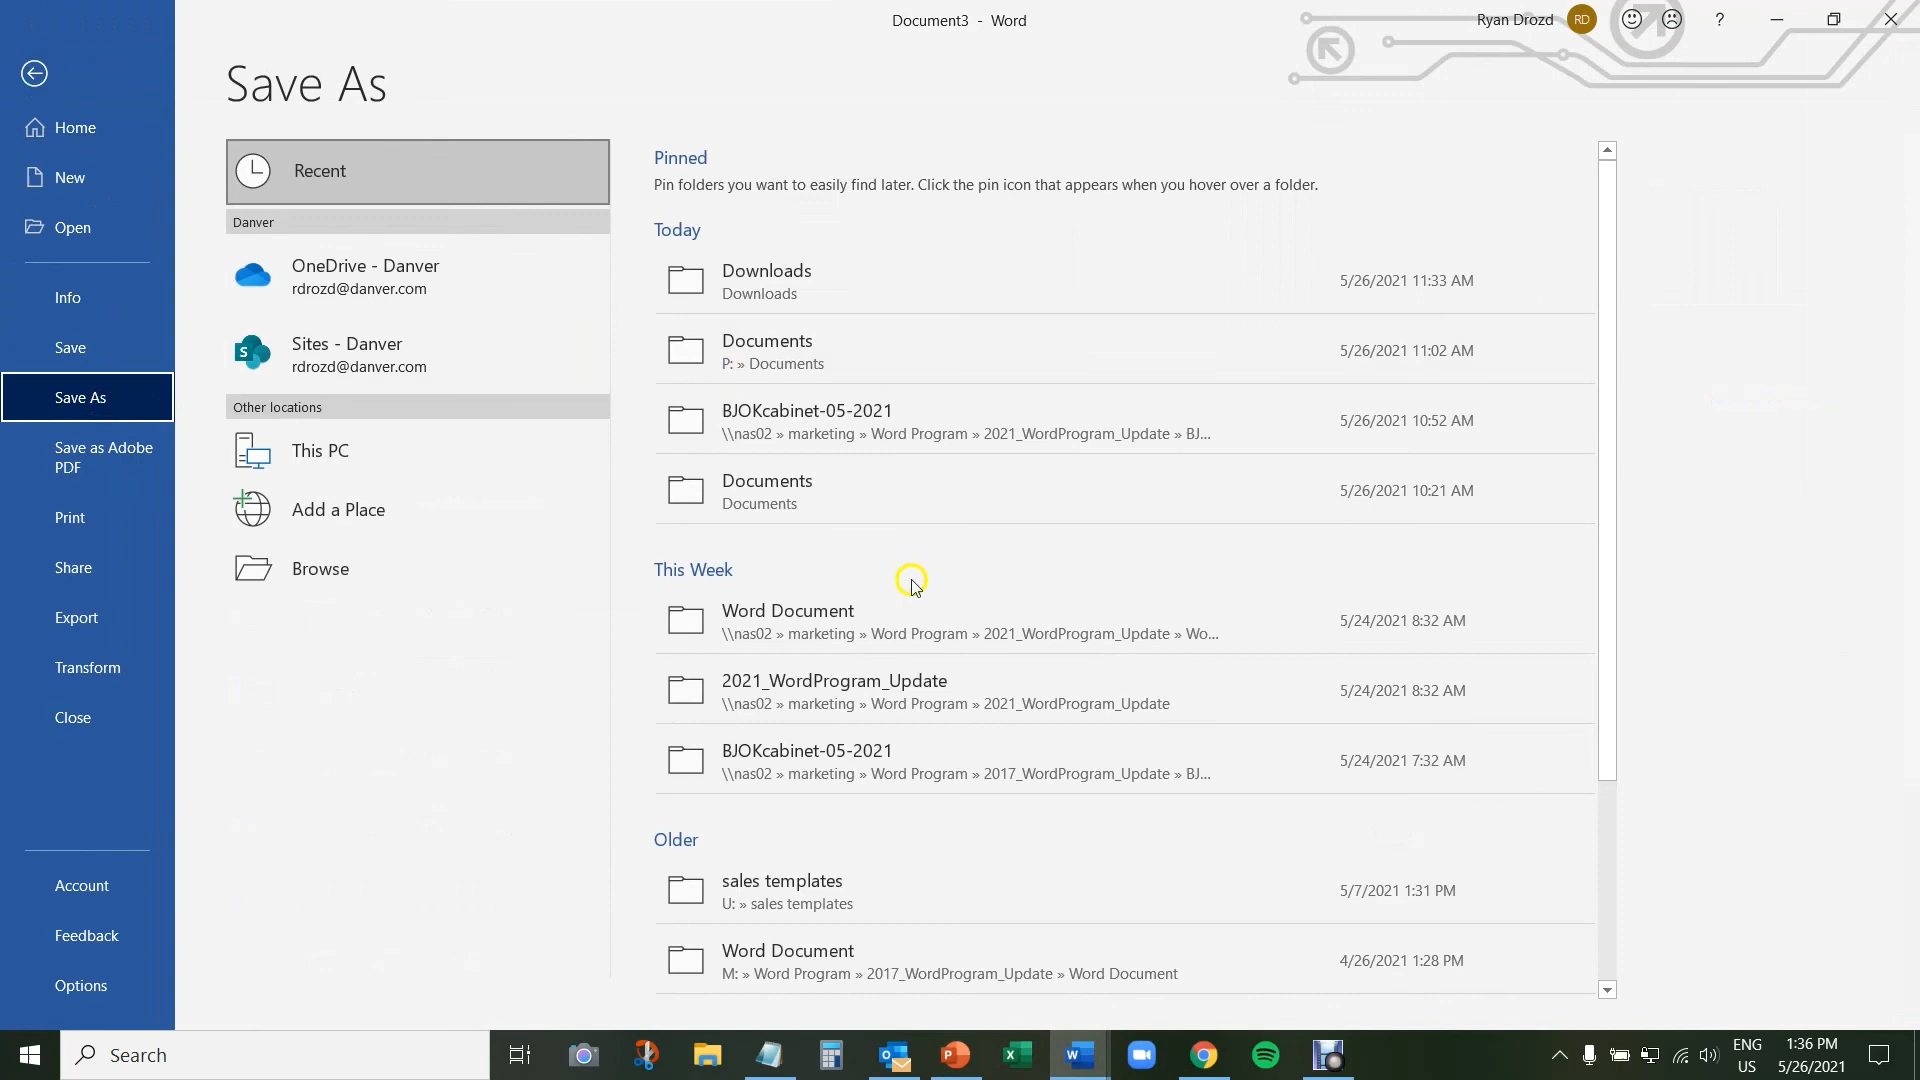 Document3 - Word
Ryan Drozd RD
?
Home
New
Open
Info
Save
Save As
Save as Adobe
PDF
Print
Share
Export
Transform
Close
Account
Feedback
Options
Save As
Recent
Danver
OneDrive - Danver
rdrozd@danver.com
S
Sites - Danver
rdrozd@danver.com
Other locations
This PC
Add a Place
Browse
Pinned
Pin folders you want to easily find later. Click the pin icon that appears when you hover over a folder.
Today
Downloads
Downloads
5/26/2021 11:33 AM
Documents
P: » Documents
5/26/2021 11:02 AM
BJOKcabinet-05-2021
\\nas02 » marketing » Word Program » 2021_WordProgram_Update » BJ...
5/26/2021 10:52 AM
Documents
Documents
5/26/2021 10:21 AM
This Week
Word Document
\\nas02 » marketing » Word Program » 2021_WordProgram_Update » Wo...
5/24/2021 8:32 AM
2021_WordProgram_Update
\\nas02 » marketing » Word Program » 2021_WordProgram_Update
5/24/2021 8:32 AM
BJOKcabinet-05-2021
\\nas02 » marketing » Word Program » 2017_WordProgram_Update » BJ...
5/24/2021 7:32 AM
Older
sales templates
U: » sales templates
5/7/2021 1:31 PM
Word Document
M: » Word Program » 2017_WordProgram_Update » Word Document
4/26/2021 1:28 PM
Search
P
X
W
ENG
US
1:36 PM
5/26/2021